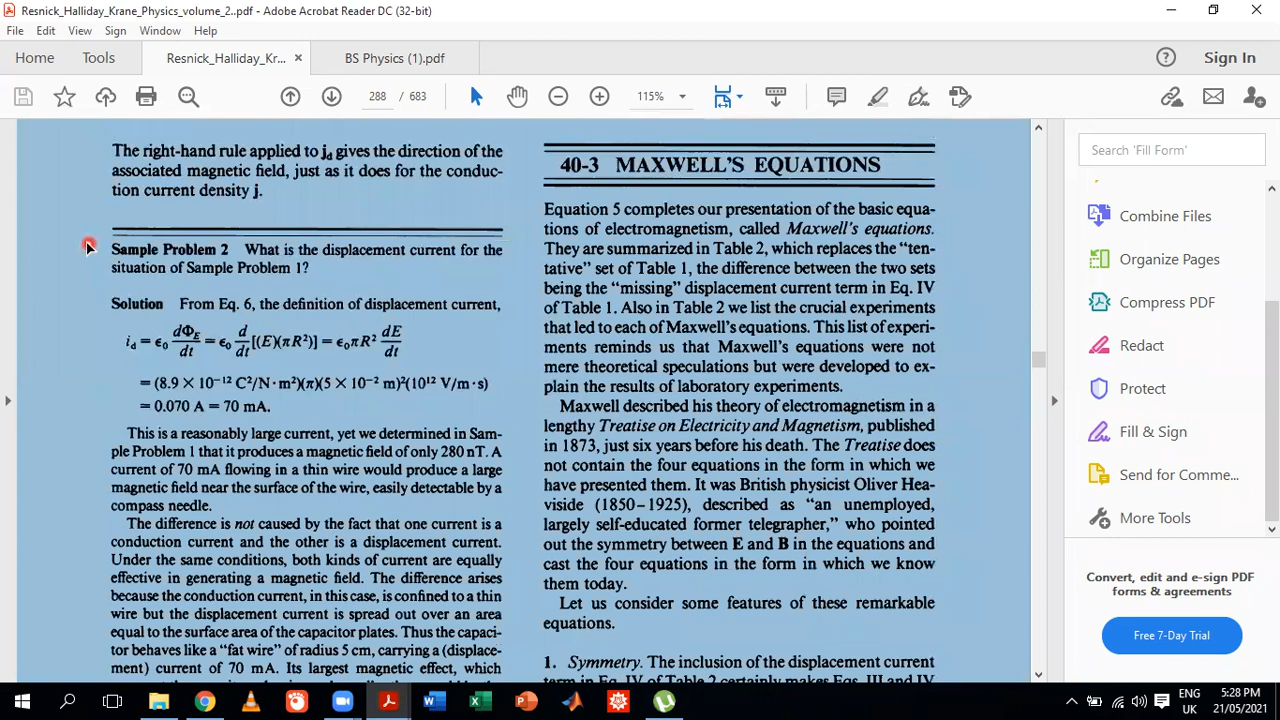 Resnick_Halliday_Krane_Physics_volume_2..pdf - Adobe Acrobat Reader DC (32-bit)
File Edit View Sign Window Help
Home Tools Resnick_Halliday_Kr... × BS Physics (1).pdf Sign In
288 / 683 115%
The right-hand rule applied to j_d gives the direction of the
associated magnetic field, just as it does for the conduc-
tion current density j.
Sample Problem 2 What is the displacement current for the
situation of Sample Problem 1?
Solution From Eq. 6, the definition of displacement current,
i_d = ϵ₀ dΦ_E/dt = ϵ₀ d/dt [(E)(πR²)] = ϵ₀πR² dE/dt
= (8.9 × 10⁻¹² C²/N·m²)(π)(5 × 10⁻² m)²(10¹² V/m·s)
= 0.070 A = 70 mA.
This is a reasonably large current, yet we determined in Sam-
ple Problem 1 that it produces a magnetic field of only 280 nT. A
current of 70 mA flowing in a thin wire would produce a large
magnetic field near the surface of the wire, easily detectable by a
compass needle.
The difference is not caused by the fact that one current is a
conduction current and the other is a displacement current.
Under the same conditions, both kinds of current are equally
effective in generating a magnetic field. The difference arises
because the conduction current, in this case, is confined to a thin
wire but the displacement current is spread out over an area
equal to the surface area of the capacitor plates. Thus the capaci-
tor behaves like a “fat wire” of radius 5 cm, carrying a (displace-
ment) current of 70 mA. Its largest magnetic effect, which
40-3 MAXWELL'S EQUATIONS
Equation 5 completes our presentation of the basic equa-
tions of electromagnetism, called Maxwell's equations.
They are summarized in Table 2, which replaces the “ten-
tative” set of Table 1, the difference between the two sets
being the “missing” displacement current term in Eq. IV
of Table 1. Also in Table 2 we list the crucial experiments
that led to each of Maxwell's equations. This list of experi-
ments reminds us that Maxwell's equations were not
mere theoretical speculations but were developed to ex-
plain the results of laboratory experiments.
Maxwell described his theory of electromagnetism in a
lengthy Treatise on Electricity and Magnetism, published
in 1873, just six years before his death. The Treatise does
not contain the four equations in the form in which we
have presented them. It was British physicist Oliver Hea-
viside (1850–1925), described as “an unemployed,
largely self-educated former telegrapher,” who pointed
out the symmetry between E and B in the equations and
cast the four equations in the form in which we know
them today.
Let us consider some features of these remarkable
equations.
1. Symmetry. The inclusion of the displacement current
term in Eq. IV of Table 2 certainly makes Eqs. III and IV
Search 'Fill Form'
Combine Files
Organize Pages
Compress PDF
Redact
Protect
Fill & Sign
Send for Comme...
More Tools
Convert, edit and e-sign PDF
forms & agreements
Free 7-Day Trial
ENG
UK
5:28 PM
21/05/2021